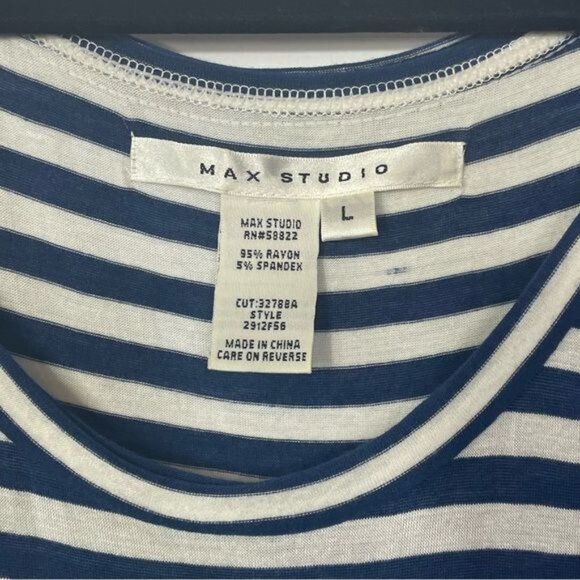 MAX STUDIO
L
MAX STUDIO
RN#58822
95% RAYON
5% SPANDEX
CUT:32788A
STYLE
2912F56
MADE IN CHINA
CARE ON REVERSE